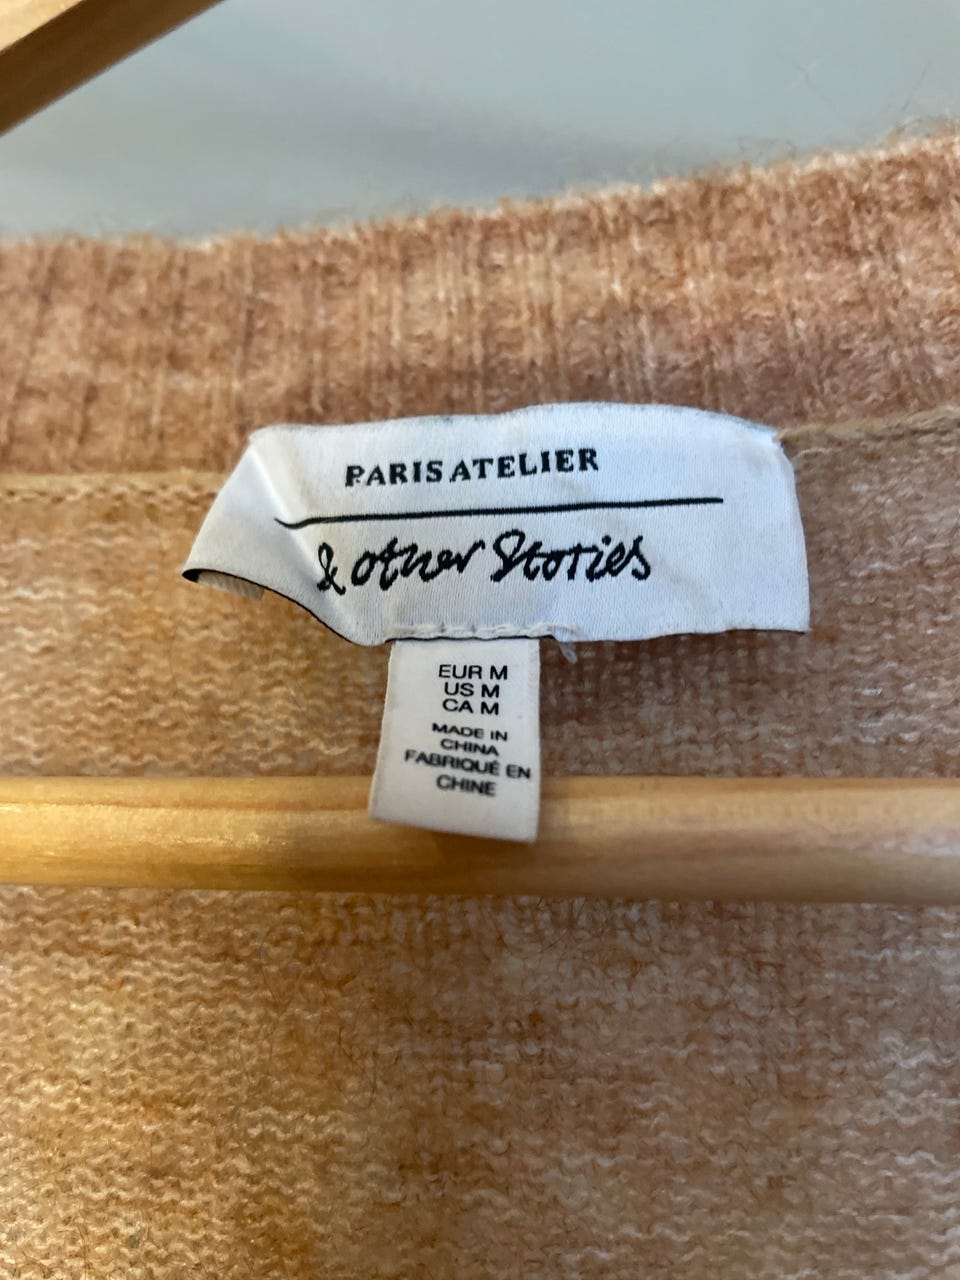 PARIS ATELIER
& other Stories
EUR M
US M
CA M
MADE IN
CHINA
FABRIQUÉ EN
CHINE